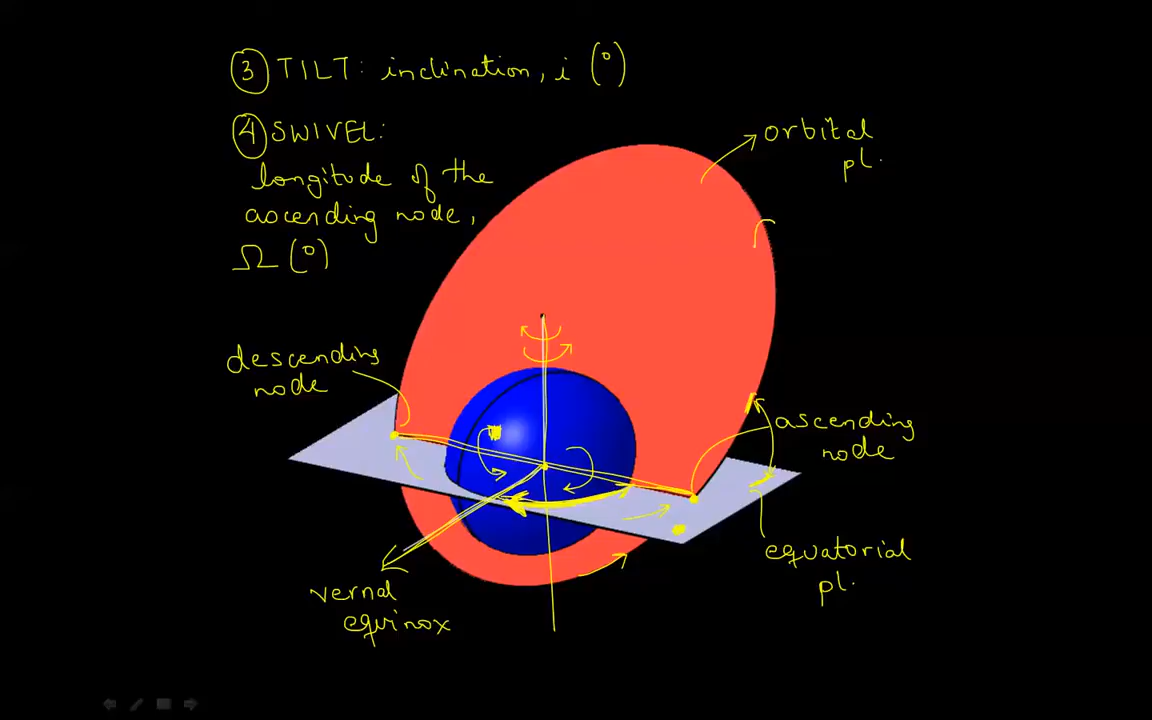 ③ TILT: inclination, i (°)
④ SWIVEL:
longitude of the
ascending node,
Ω (°)
orbital
pl.
descending
node
ascending
node
equatorial
pl.
vernal
equinox